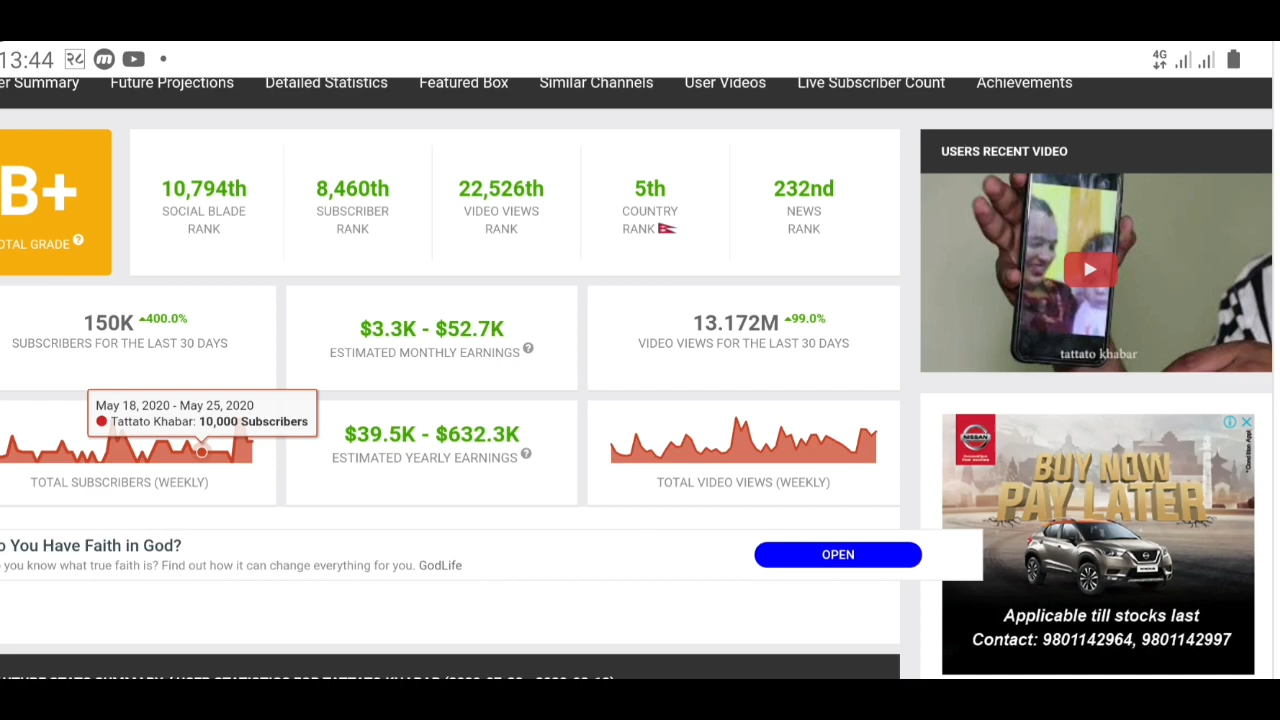 13:44
२८
4G
er Summary
Future Projections
Detailed Statistics
Featured Box
Similar Channels
User Videos
Live Subscriber Count
Achievements
B+
OTAL GRADE ?
10,794th
SOCIAL BLADE
RANK
8,460th
SUBSCRIBER
RANK
22,526th
VIDEO VIEWS
RANK
5th
COUNTRY
RANK
232nd
NEWS
RANK
USERS RECENT VIDEO
tattato khabar
150K 400.0%
SUBSCRIBERS FOR THE LAST 30 DAYS
$3.3K - $52.7K
ESTIMATED MONTHLY EARNINGS ?
13.172M 99.0%
VIDEO VIEWS FOR THE LAST 30 DAYS
May 18, 2020 - May 25, 2020
Tattato Khabar: 10,000 Subscribers
TOTAL SUBSCRIBERS (WEEKLY)
$39.5K - $632.3K
ESTIMATED YEARLY EARNINGS ?
TOTAL VIDEO VIEWS (WEEKLY)
NISSAN
BUY NOW
PAY LATER
*Condition Apply
Applicable till stocks last
Contact: 9801142964, 9801142997
o You Have Faith in God?
you know what true faith is? Find out how it can change everything for you. GodLife
OPEN